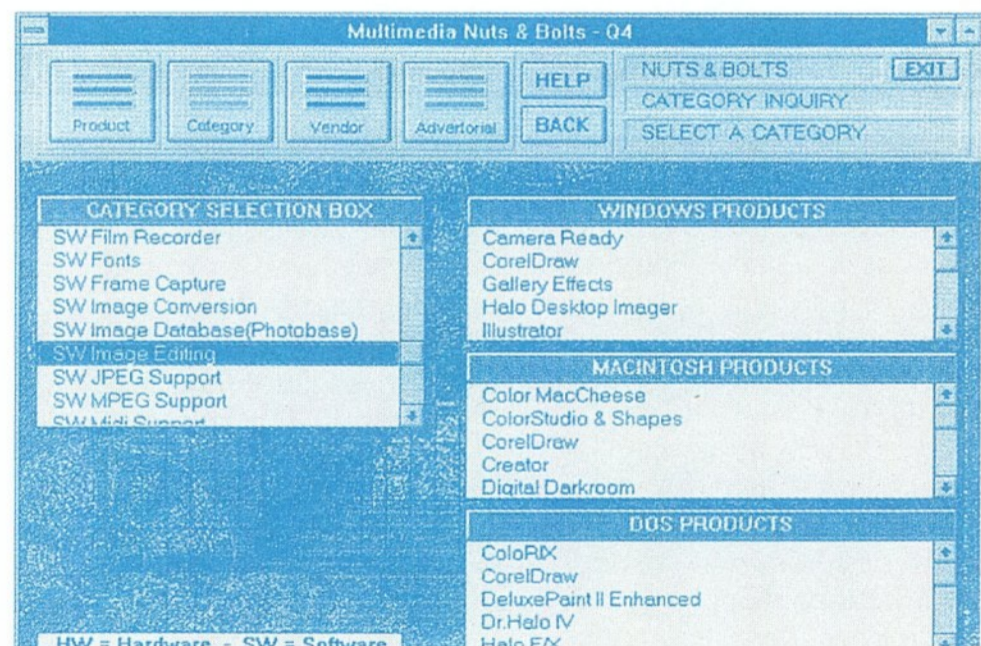 Multimedia Nuts & Bolts - Q4
Product Category Vendor Advertorial
HELP
BACK
NUTS & BOLTS
EXIT
CATEGORY INQUIRY
SELECT A CATEGORY
CATEGORY SELECTION BOX
SW Film Recorder
SW Fonts
SW Frame Capture
SW Image Conversion
SW Image Database(Photobase)
SW Image Editing
SW JPEG Support
SW MPEG Support
SW Midi Support
HW = Hardware - SW = Software
WINDOWS PRODUCTS
Camera Ready
CorelDraw
Gallery Effects
Halo Desktop Imager
Illustrator
MACINTOSH PRODUCTS
Color MacCheese
ColorStudio & Shapes
CorelDraw
Creator
Digital Darkroom
DOS PRODUCTS
ColoRIX
CorelDraw
DeluxePaint II Enhanced
Dr.Halo IV
Halo F/X